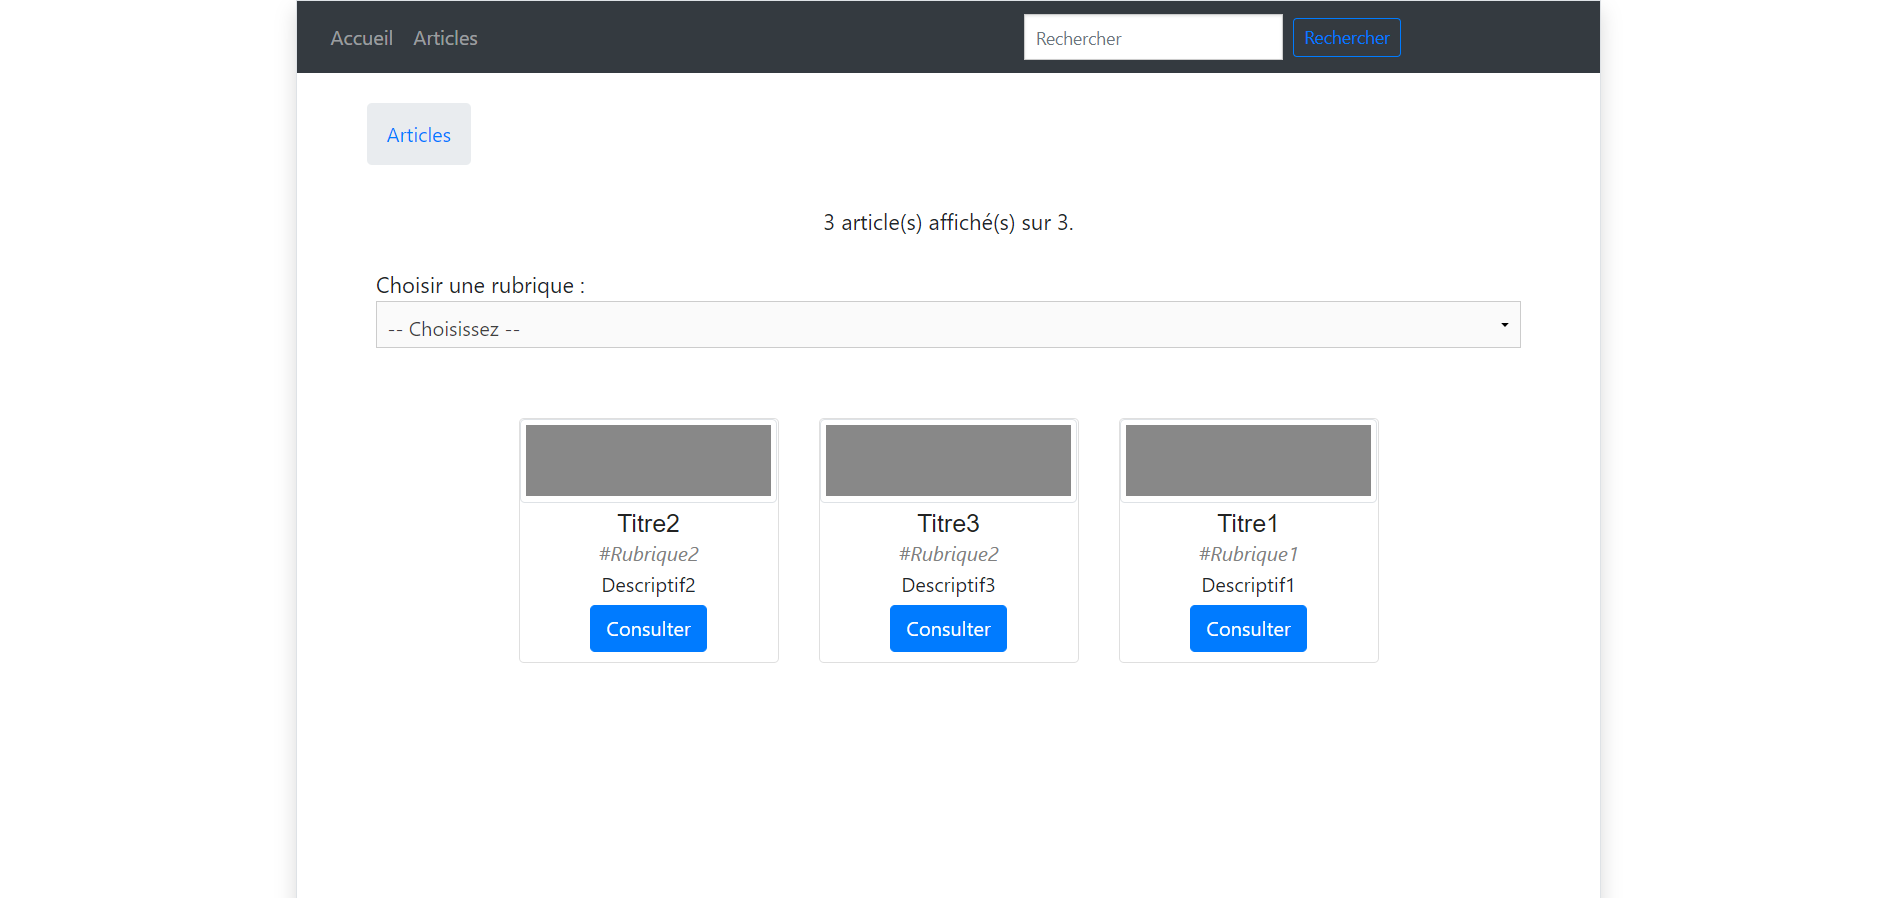 Accueil Articles Rechercher Rechercher
Articles
3 article(s) affiché(s) sur 3.
Choisir une rubrique :
-- Choisissez --
Titre2
#Rubrique2
Descriptif2
Consulter
Titre3
#Rubrique2
Descriptif3
Consulter
Titre1
#Rubrique1
Descriptif1
Consulter